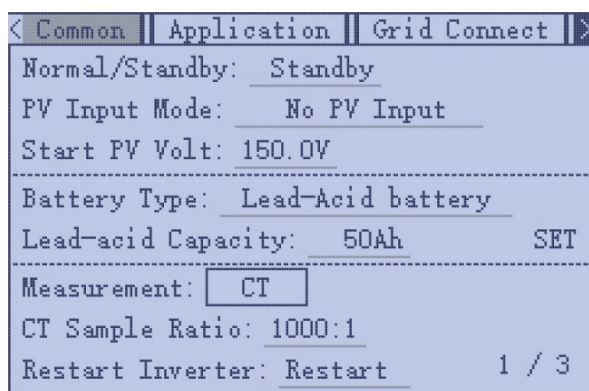 < Common || Application || Grid Connect || >
Normal/Standby: Standby
PV Input Mode: No PV Input
Start PV Volt: 150.0V
Battery Type: Lead-Acid battery
Lead-acid Capacity: 50Ah SET
Measurement: CT
CT Sample Ratio: 1000:1
Restart Inverter: Restart 1 / 3